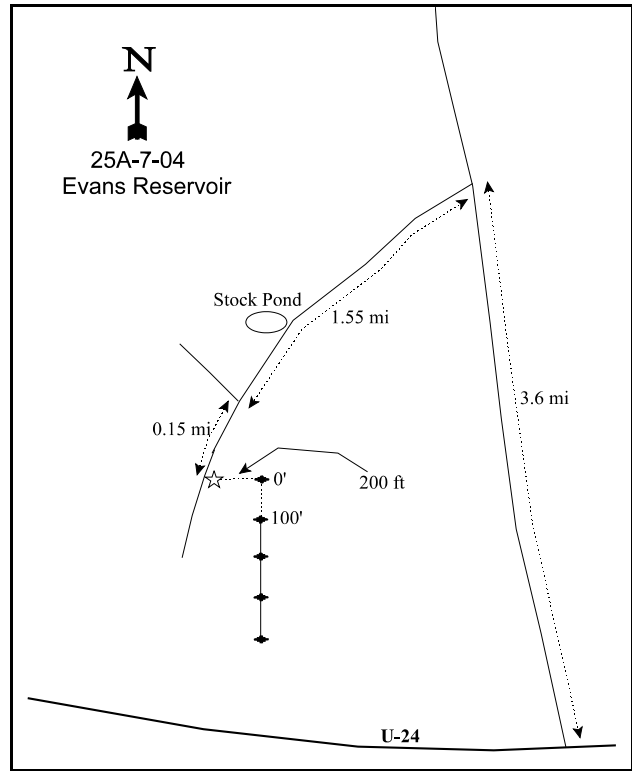 N
25A-7-04
Evans Reservoir
Stock Pond
1.55 mi
3.6 mi
0.15 mi
0'
200 ft
100'
U-24